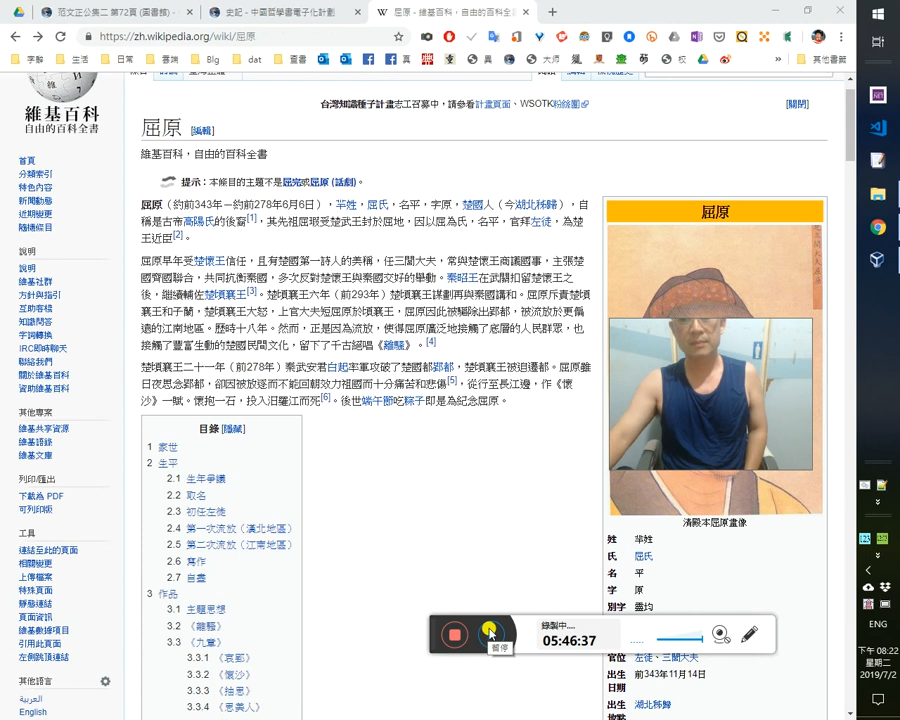 范文正公集二 第72頁 (圖書館) -
史記 - 中國哲學書電子化計劃
屈原 - 維基百科，自由的百科全書
https://zh.wikipedia.org/wiki/屈原
字駭
生活
日常
雲端
Blog
dat
查書
真
異
大师
权
其他書籤
維基百科
自由的百科全書
台灣知識種子計畫志工召募中，請參看計畫頁面、WSOTK粉絲團
[關閉]
屈原 [編輯]
維基百科，自由的百科全書
提示：本條目的主題不是屈完或屈原 (話劇)。
屈原（約前343年－約前278年6月6日），羋姓，屈氏，名平，字原，楚國人（今湖北秭歸），自
稱是古帝高陽氏的後裔[1]，其先祖屈瑕受楚武王封於屈地，因以屈為氏，名平，官拜左徒，為楚
王近臣[2]。
屈原早年受楚懷王信任，且有楚國第一詩人的美稱，任三閭大夫，常與楚懷王商議國事，主張楚
國齊國聯合，共同抗衡秦國，多次反對楚懷王與秦國交好的舉動。秦昭王在武關扣留楚懷王之
後，繼續輔佐楚頃襄王[3]。楚頃襄王六年（前293年）楚頃襄王謀劃再與秦國講和。屈原斥責楚頃
襄王和子蘭，楚頃襄王大怒，上官大夫短屈原於頃襄王，屈原因此被驅除出郢都，被流放於更偏
遠的江南地區。歷時十八年。然而，正是因為流放，使得屈原廣泛地接觸了底層的人民群眾，也
接觸了豐富生動的楚國民間文化，留下了千古絕唱《離騷》。[4]
楚頃襄王二十一年（前278年）秦武安君白起率軍攻破了楚國都郢都，楚頃襄王被迫遷都。屈原雖
日夜思念郢都，卻因被放逐而不能回朝效力祖國而十分痛苦和悲傷[5]，從行至長江邊，作《懷
沙》一賦。懷抱一石，投入汨羅江而死[6]。後世端午節吃粽子即是為紀念屈原。
首頁
分類索引
特色內容
新聞動態
近期變更
隨機條目
說明
說明
維基社群
方針與指引
互助客棧
知識問答
字詞轉換
IRC即時聊天
聯絡我們
關於維基百科
資助維基百科
其他專案
維基共享資源
維基語錄
維基文庫
列印/匯出
下載為 PDF
可列印版
工具
連結至此的頁面
相關變更
上傳檔案
特殊頁面
靜態連結
頁面資訊
維基數據項目
引用此頁面
左側跳頂連結
其他語言
العربية
English
目錄 [隱藏]
1 家世
2 生平
2.1 生年爭議
2.2 取名
2.3 初任左徒
2.4 第一次流放（漢北地區）
2.5 第二次流放（江南地區）
2.6 寫作
2.7 自盡
3 作品
3.1 主題思想
3.2 《離騷》
3.3 《九章》
3.3.1 《哀郢》
3.3.2 《懷沙》
3.3.3 《抽思》
3.3.4 《思美人》
屈原
清殿本屈原畫像
姓 羋姓
氏 屈氏
名 平
字 原
別字 靈均
官位 左徒、三閭大夫
出生 前343年11月14日
日期
出生 湖北秭歸
地點
錄製中....
05:46:37
暫停
ENG
下午 08:22
星期二
2019/7/2